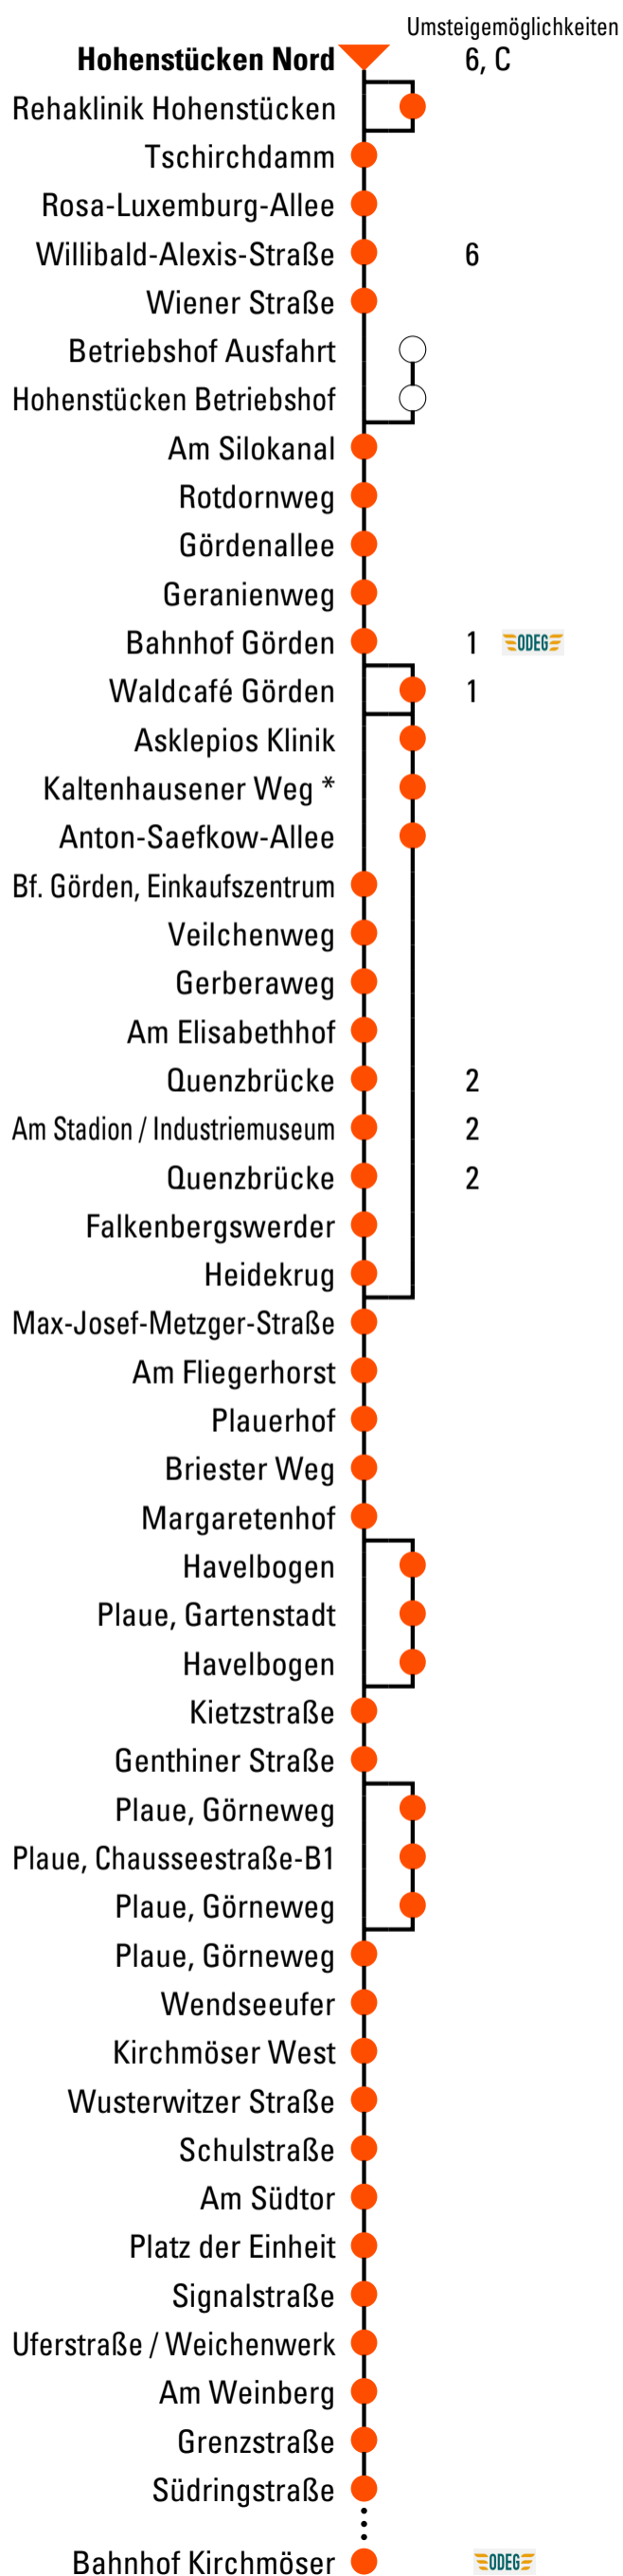 Umsteigemöglichkeiten
Hohenstücken Nord 6, C
Rehaklinik Hohenstücken
Tschirchdamm
Rosa-Luxemburg-Allee
Willibald-Alexis-Straße 6
Wiener Straße
Betriebshof Ausfahrt
Hohenstücken Betriebshof
Am Silokanal
Rotdornweg
Gördenallee
Geranienweg
Bahnhof Görden 1 ODEG
Waldcafé Görden 1
Asklepios Klinik
Kaltenhausener Weg *
Anton-Saefkow-Allee
Bf. Görden, Einkaufszentrum
Veilchenweg
Gerberaweg
Am Elisabethhof
Quenzbrücke 2
Am Stadion / Industriemuseum 2
Quenzbrücke 2
Falkenbergswerder
Heidekrug
Max-Josef-Metzger-Straße
Am Fliegerhorst
Plauerhof
Briester Weg
Margaretenhof
Havelbogen
Plaue, Gartenstadt
Havelbogen
Kietzstraße
Genthiner Straße
Plaue, Görneweg
Plaue, Chausseestraße-B1
Plaue, Görneweg
Plaue, Görneweg
Wendseeufer
Kirchmöser West
Wusterwitzer Straße
Schulstraße
Am Südtor
Platz der Einheit
Signalstraße
Uferstraße / Weichenwerk
Am Weinberg
Grenzstraße
Südringstraße
Bahnhof Kirchmöser ODEG